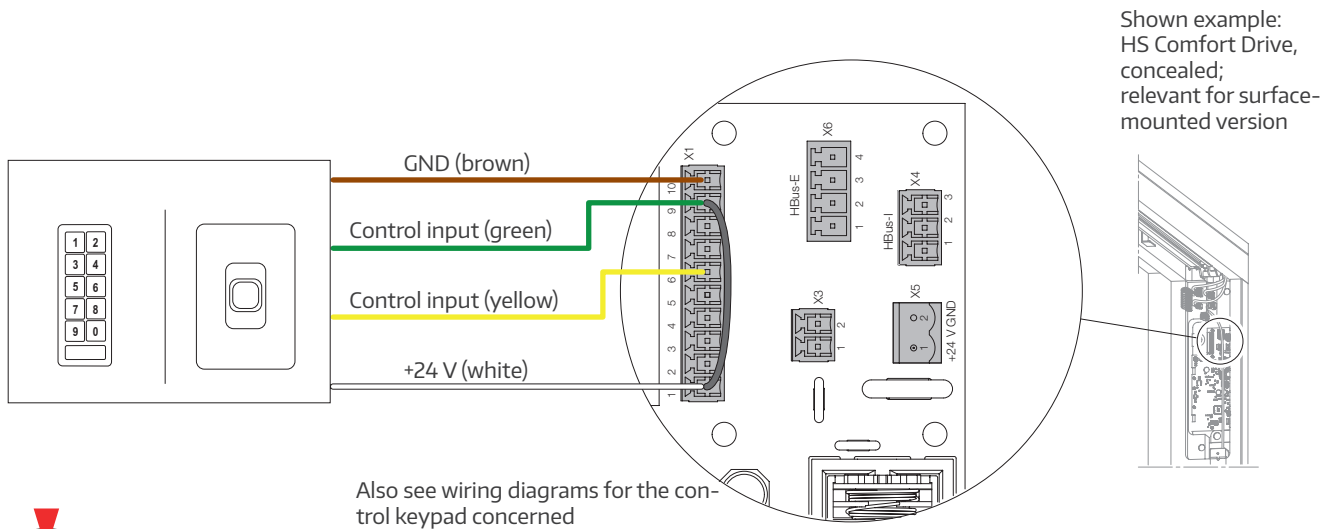 Shown example:
HS Comfort Drive,
concealed;
relevant for surface-
mounted version
GND (brown)
Control input (green)
Control input (yellow)
+24 V (white)
1 2
3 4
5 6
7 8
9 0
X1
10
9
8
7
6
5
4
3
2
1
X6
HBus-E
4
3
2
1
X4
HBus-I
3
2
1
X3
2
1
X5
2
1
+24 V GND
Also see wiring diagrams for the con-
trol keypad concerned